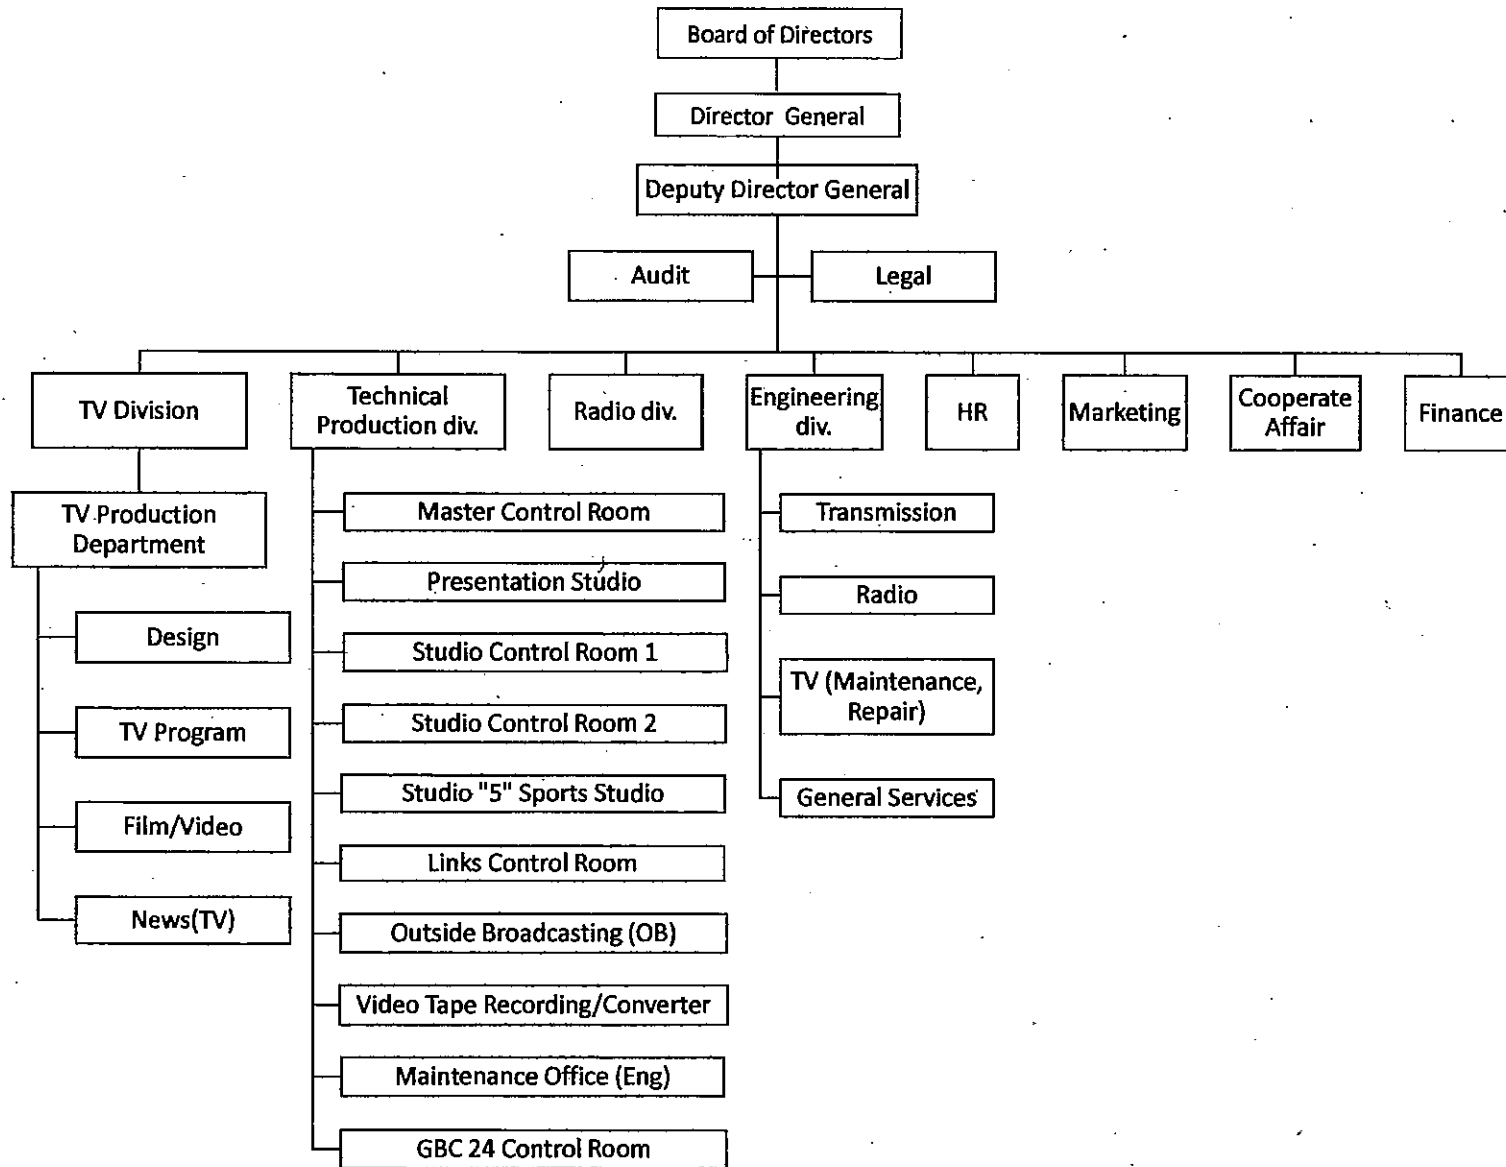 Board of Directors
Director General
Deputy Director General
Audit
Legal
TV Division
Technical
Production div.
Radio div.
Engineering
div.
HR
Marketing
Cooperate
Affair
Finance
TV Production
Department
Design
TV Program
Film/Video
News(TV)
Master Control Room
Presentation Studio
Studio Control Room 1
Studio Control Room 2
Studio "5" Sports Studio
Links Control Room
Outside Broadcasting (OB)
Video Tape Recording/Converter
Maintenance Office (Eng)
GBC 24 Control Room
Transmission
Radio
TV (Maintenance,
Repair)
General Services